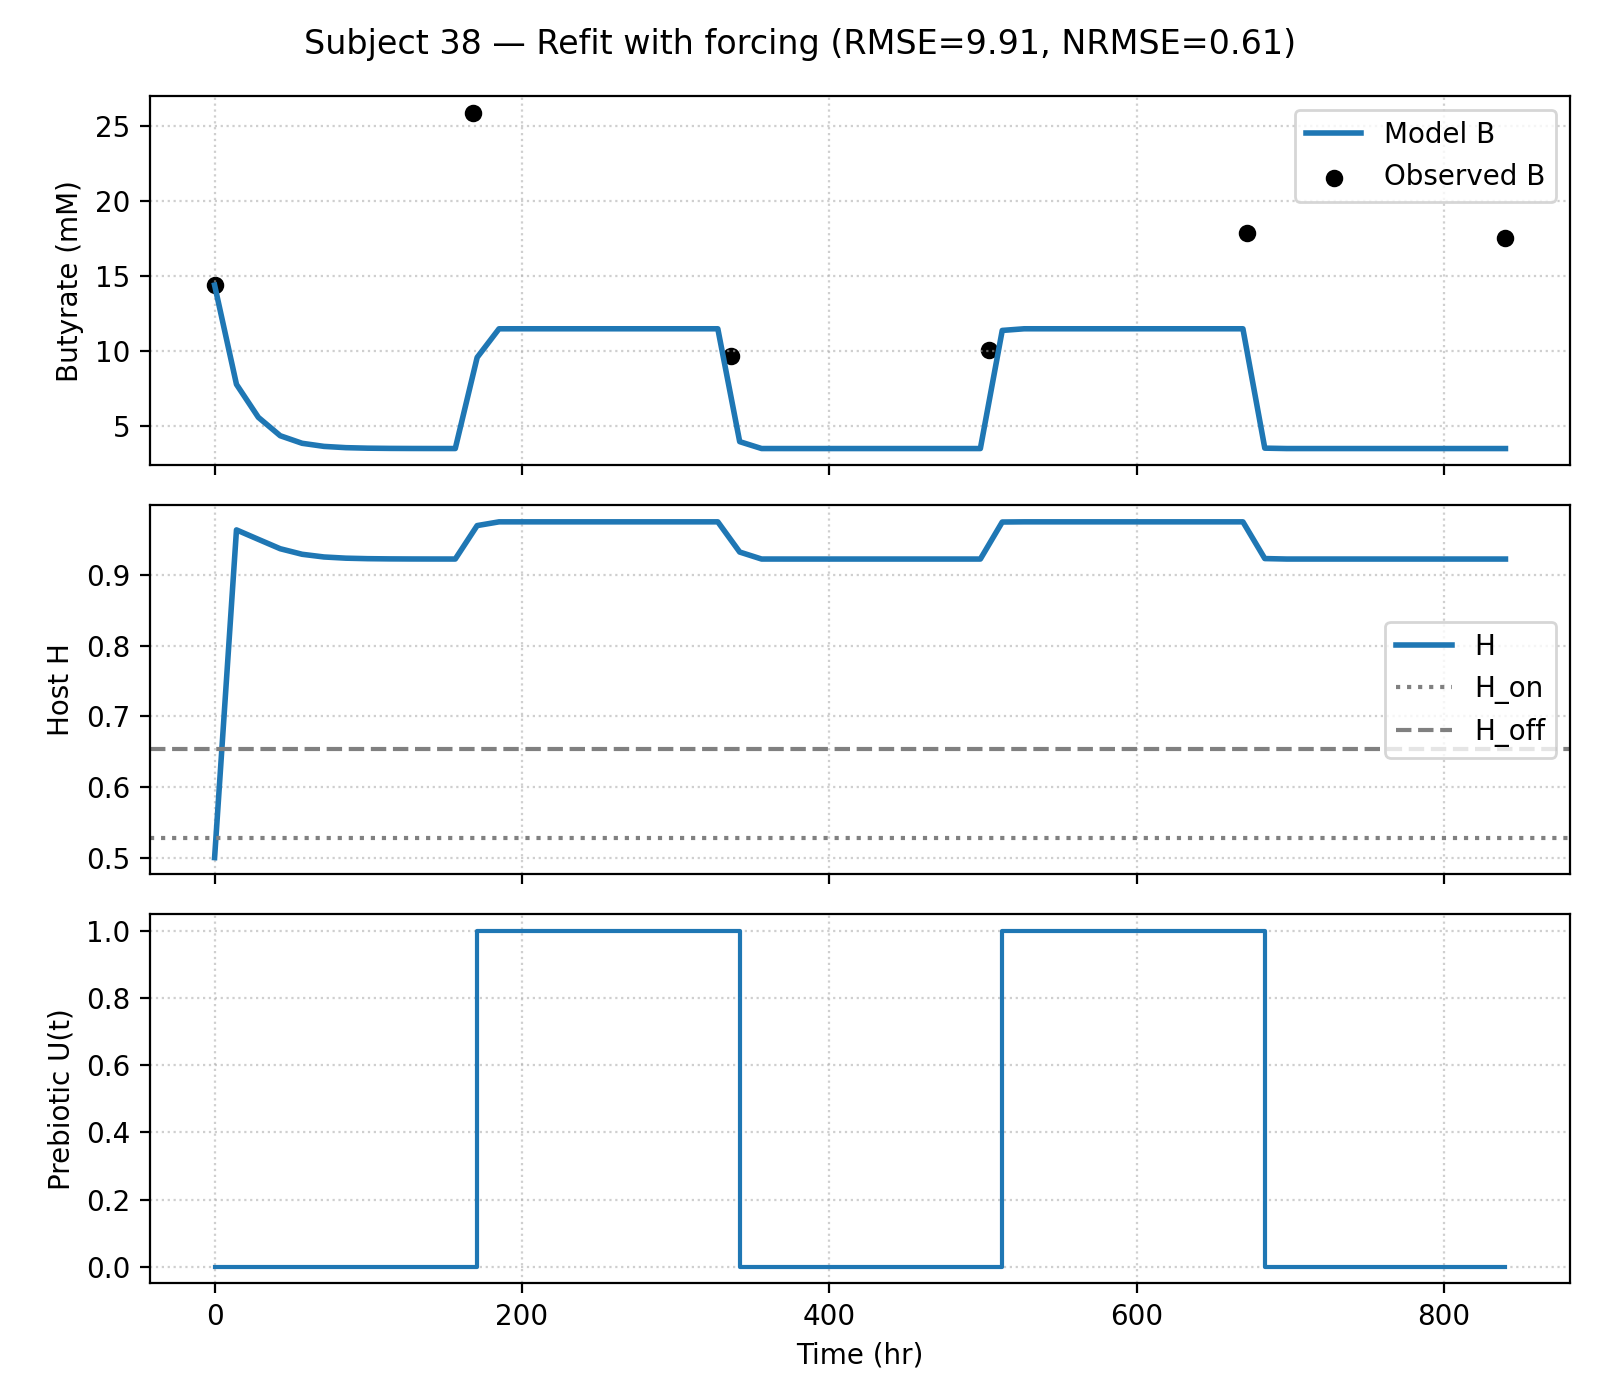 Subject 38 — Refit with forcing (RMSE=9.91, NRMSE=0.61)
25
20
15
10
5
Butyrate (mM)
Model B
Observed B
0.9
0.8
0.7
0.6
0.5
Host H
H
H_on
H_off
1.0
0.8
0.6
0.4
0.2
0.0
Prebiotic U(t)
0 200 400 600 800
Time (hr)